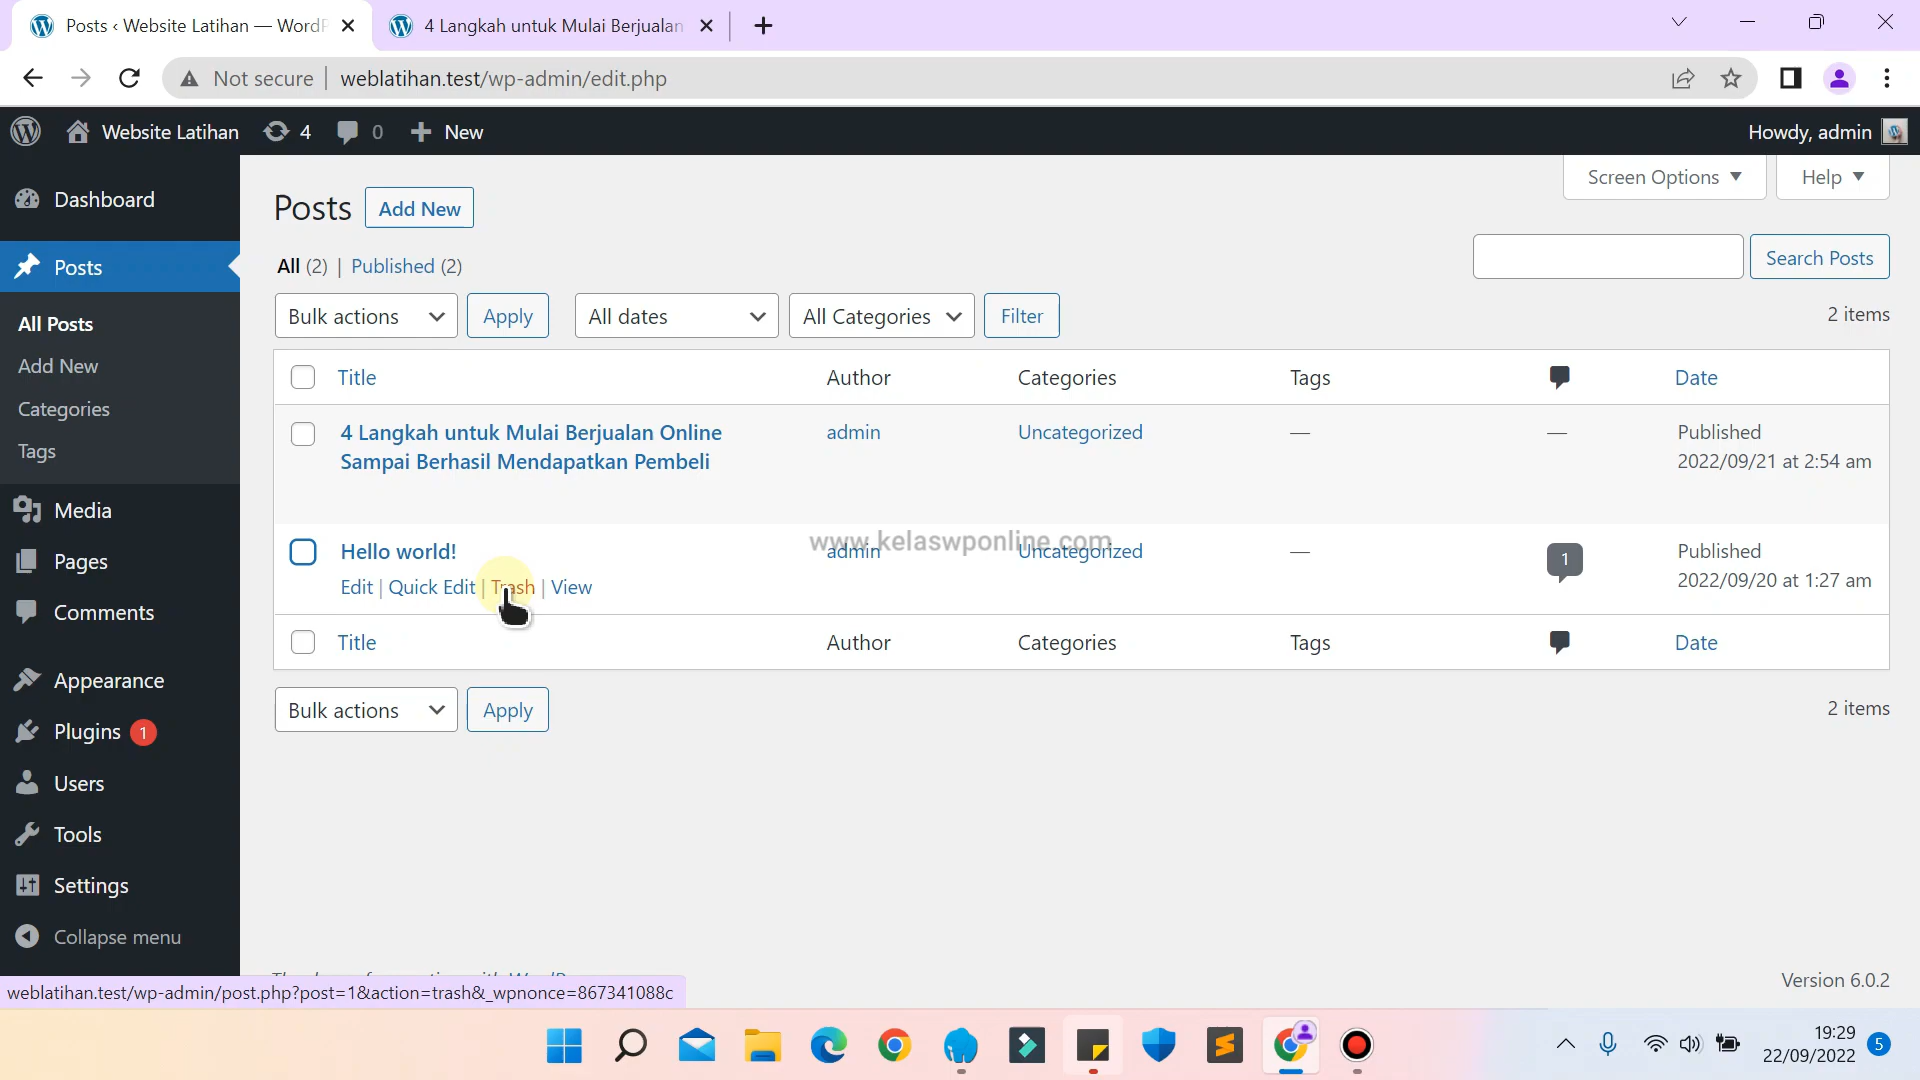 Posts ‹ Website Latihan — WordP
4 Langkah untuk Mulai Berjualan
Not secure
weblatihan.test/wp-admin/edit.php
Website Latihan
4
0
New
Howdy, admin
Dashboard
Posts
All Posts
Add New
Categories
Tags
Media
Pages
Comments
Appearance
Plugins 1
Users
Tools
Settings
Collapse menu
Screen Options
Help
Posts
Add New
All (2) | Published (2)
Search Posts
Bulk actions
Apply
All dates
All Categories
Filter
2 items
Title Author Categories Tags Date
4 Langkah untuk Mulai Berjualan Online
Sampai Berhasil Mendapatkan Pembeli
admin
Uncategorized
—
—
Published
2022/09/21 at 2:54 am
Hello world!
Edit | Quick Edit | Trash | View
admin
Uncategorized
www.kelaswponline.com
—
1
Published
2022/09/20 at 1:27 am
Title Author Categories Tags Date
Bulk actions
Apply
2 items
Version 6.0.2
weblatihan.test/wp-admin/post.php?post=1&action=trash&_wpnonce=867341088c
19:29
22/09/2022
5